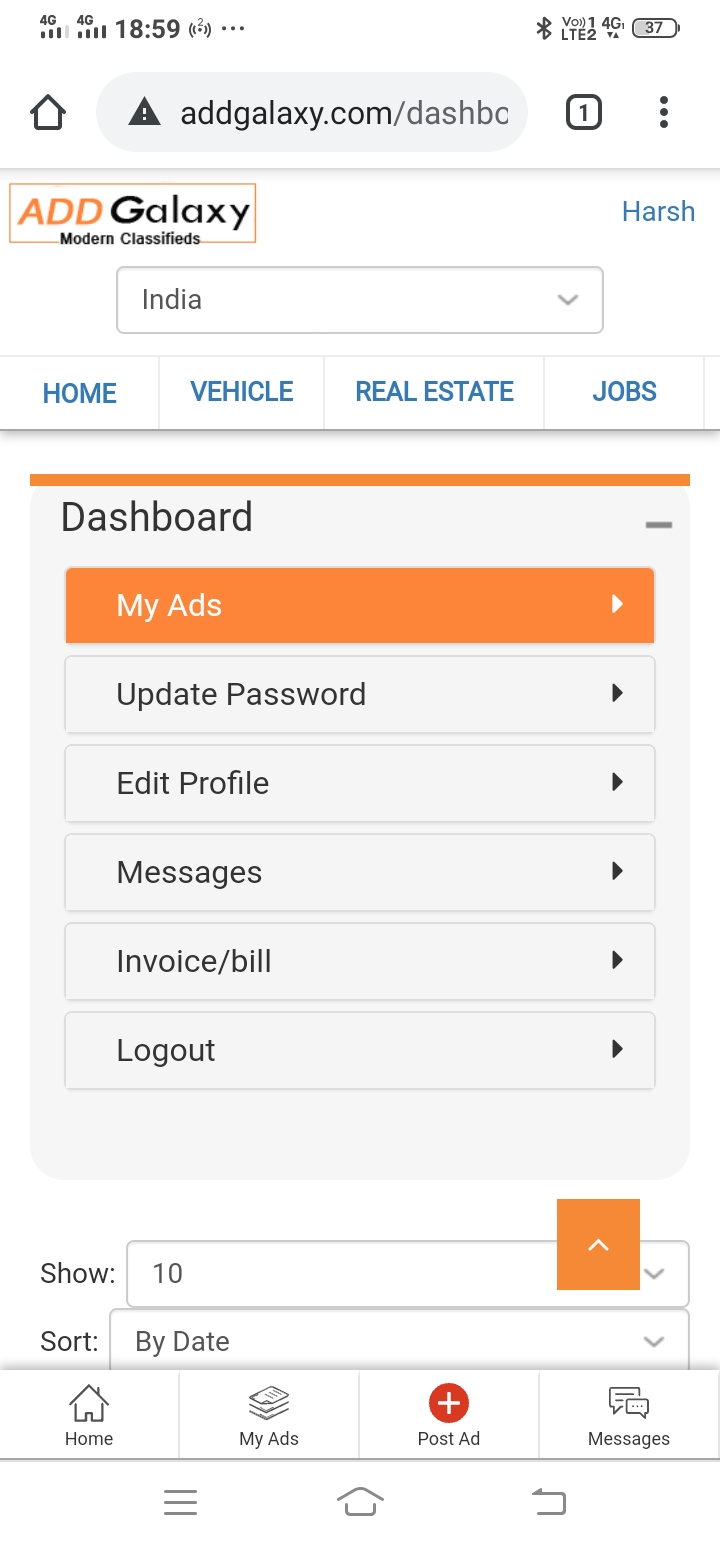 4G 4G 18:59 2 ... Vo)) 1 LTE2 4G 37
addgalaxy.com/dashbo 1
ADD Galaxy
Modern Classifieds
Harsh
India
HOME VEHICLE REAL ESTATE JOBS
Dashboard
My Ads
Update Password
Edit Profile
Messages
Invoice/bill
Logout
Show: 10
Sort: By Date
Home My Ads Post Ad Messages